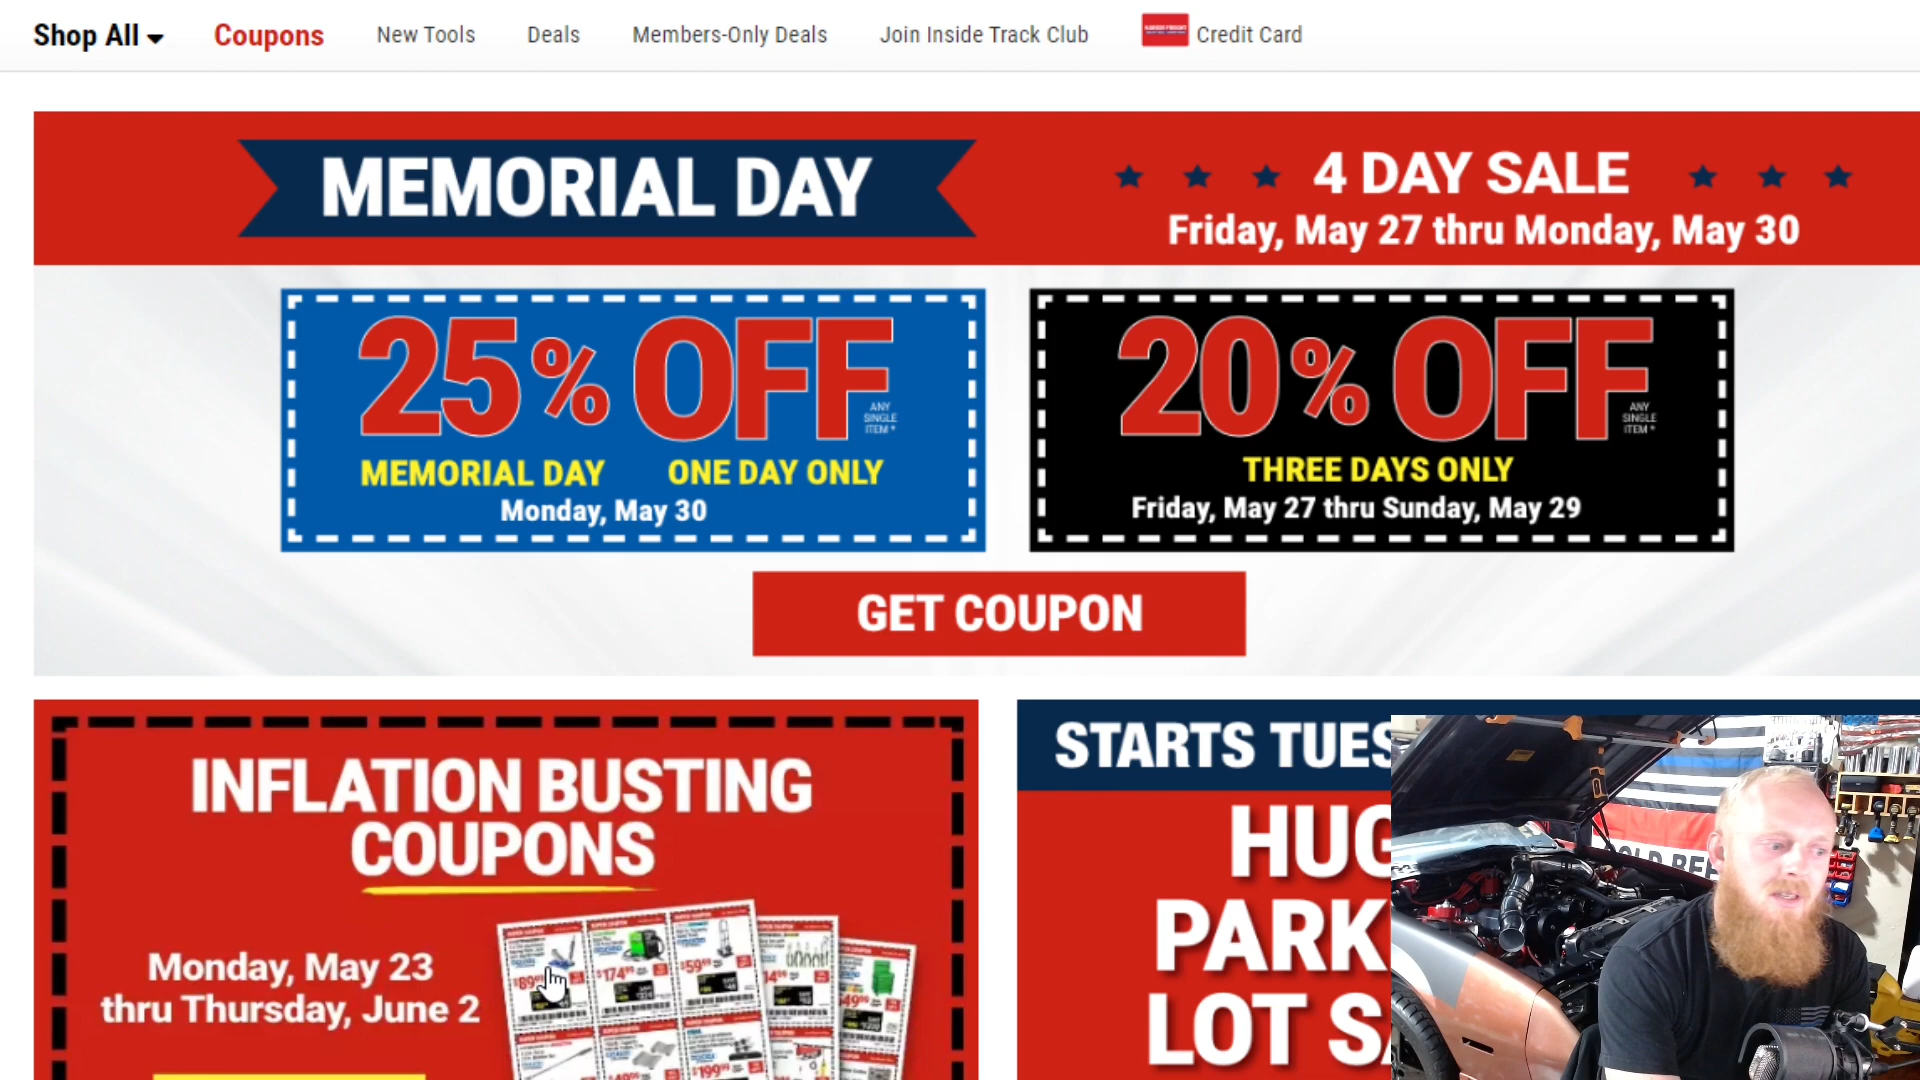 Shop All
Coupons
New Tools
Deals
Members-Only Deals
Join Inside Track Club
Credit Card
MEMORIAL DAY
4 DAY SALE
Friday, May 27 thru Monday, May 30
25% OFF
ANY
SINGLE
ITEM *
MEMORIAL DAY ONE DAY ONLY
Monday, May 30
20% OFF
ANY
SINGLE
ITEM *
THREE DAYS ONLY
Friday, May 27 thru Sunday, May 29
GET COUPON
INFLATION BUSTING
COUPONS
Monday, May 23
thru Thursday, June 2
$174
$59
$199
STARTS TUES
HUG
PARK
LOT S